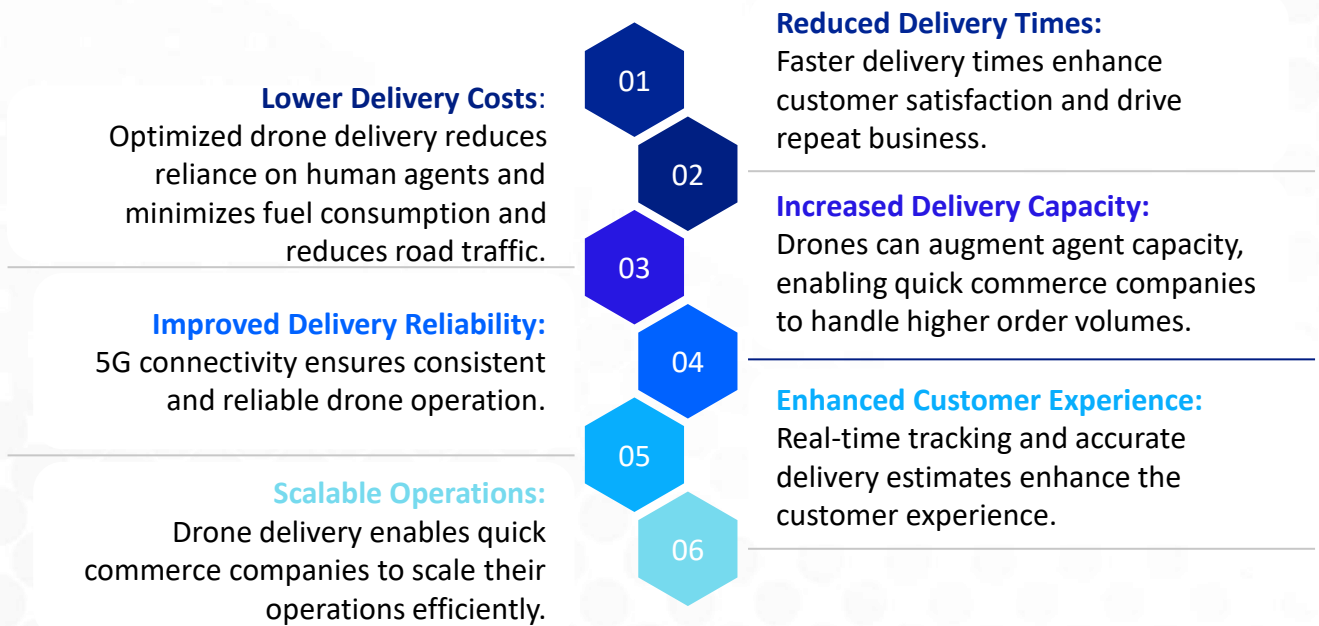 01
Reduced Delivery Times:
Faster delivery times enhance
customer satisfaction and drive
repeat business.
02
Lower Delivery Costs:
Optimized drone delivery reduces
reliance on human agents and
minimizes fuel consumption and
reduces road traffic.
03
Increased Delivery Capacity:
Drones can augment agent capacity,
enabling quick commerce companies
to handle higher order volumes.
04
Improved Delivery Reliability:
5G connectivity ensures consistent
and reliable drone operation.
05
Enhanced Customer Experience:
Real-time tracking and accurate
delivery estimates enhance the
customer experience.
06
Scalable Operations:
Drone delivery enables quick
commerce companies to scale their
operations efficiently.